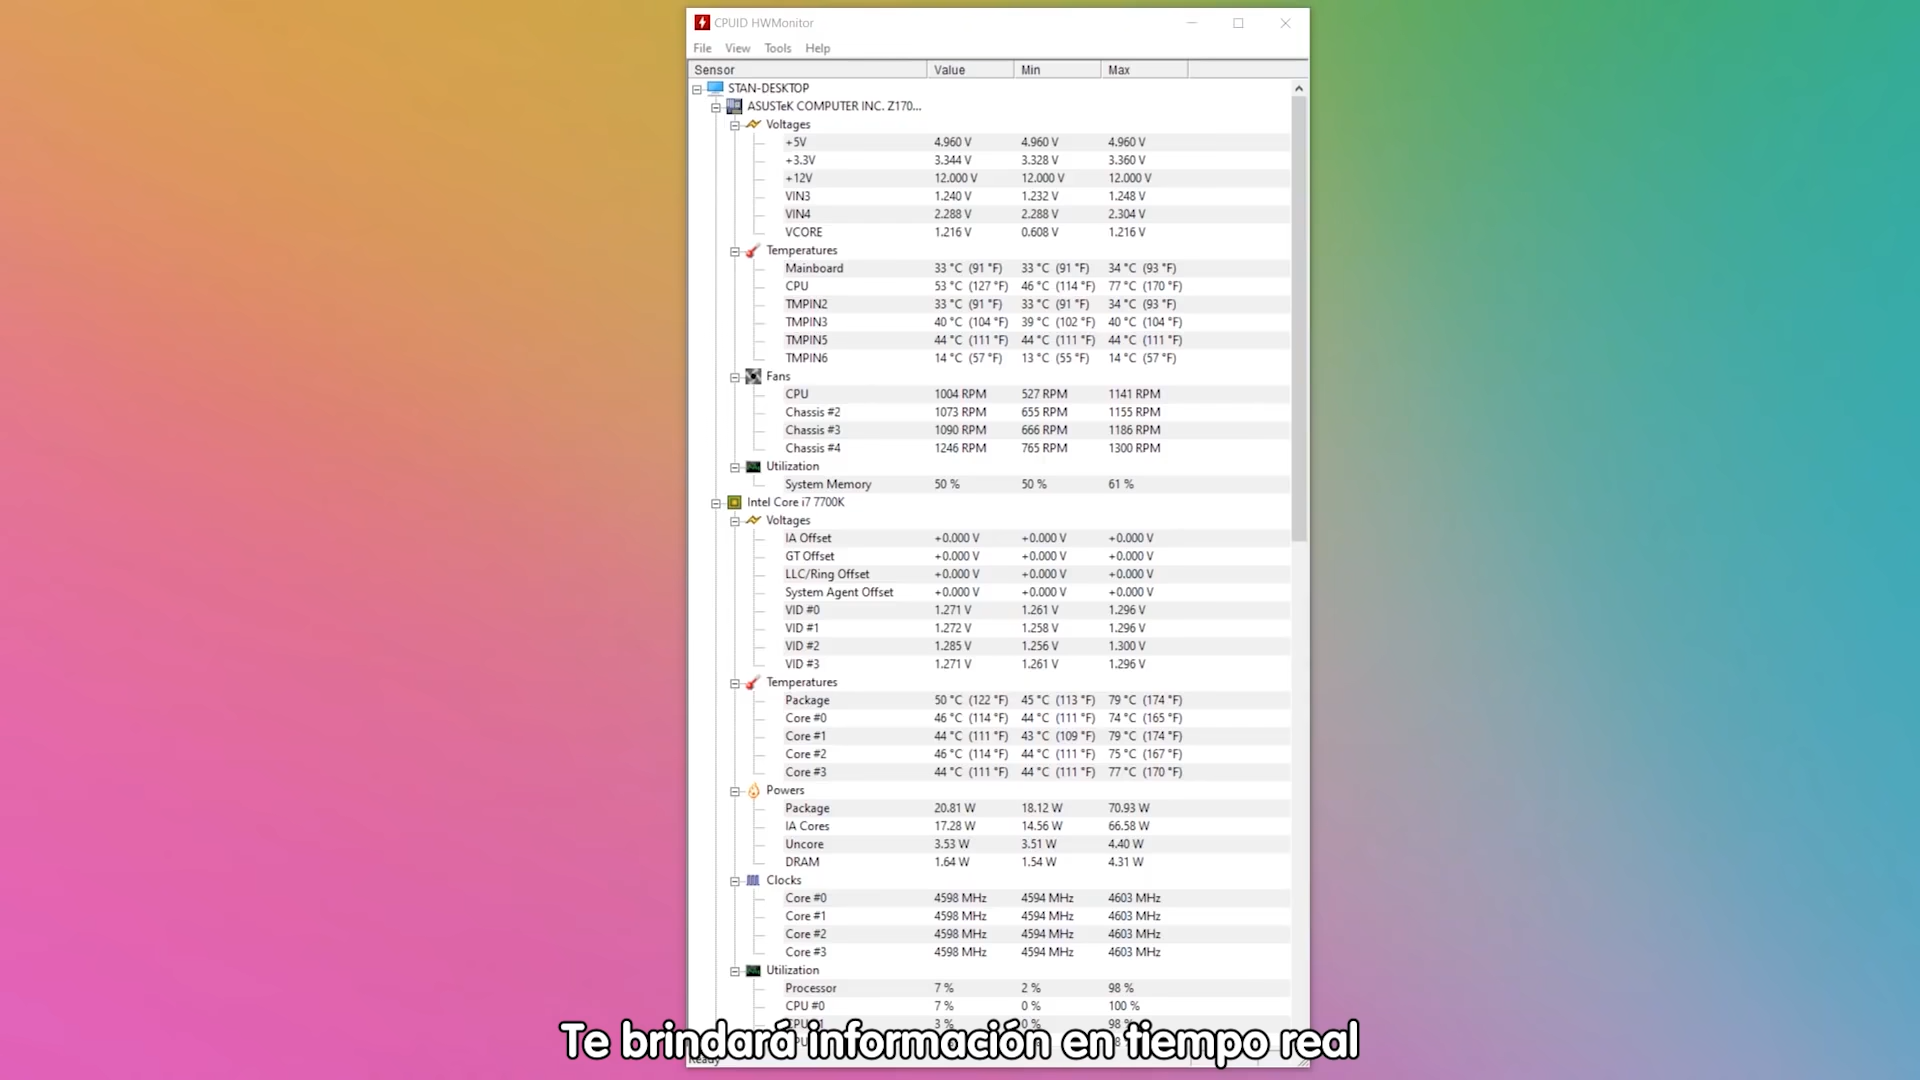 CPUID HWMonitor
File View Tools Help
Sensor Value Min Max
STAN-DESKTOP
ASUSTeK COMPUTER INC. Z170...
Voltages
+5V 4.960 V 4.960 V 4.960 V
+3.3V 3.344 V 3.328 V 3.360 V
+12V 12.000 V 12.000 V 12.000 V
VIN3 1.240 V 1.232 V 1.248 V
VIN4 2.288 V 2.288 V 2.304 V
VCORE 1.216 V 0.608 V 1.216 V
Temperatures
Mainboard 33 °C (91 °F) 33 °C (91 °F) 34 °C (93 °F)
CPU 53 °C (127 °F) 46 °C (114 °F) 77 °C (170 °F)
TMPIN2 33 °C (91 °F) 33 °C (91 °F) 34 °C (93 °F)
TMPIN3 40 °C (104 °F) 39 °C (102 °F) 40 °C (104 °F)
TMPIN5 44 °C (111 °F) 44 °C (111 °F) 44 °C (111 °F)
TMPIN6 14 °C (57 °F) 13 °C (55 °F) 14 °C (57 °F)
Fans
CPU 1004 RPM 527 RPM 1141 RPM
Chassis #2 1073 RPM 655 RPM 1155 RPM
Chassis #3 1090 RPM 666 RPM 1186 RPM
Chassis #4 1246 RPM 765 RPM 1300 RPM
Utilization
System Memory 50 % 50 % 61 %
Intel Core i7 7700K
Voltages
IA Offset +0.000 V +0.000 V +0.000 V
GT Offset +0.000 V +0.000 V +0.000 V
LLC/Ring Offset +0.000 V +0.000 V +0.000 V
System Agent Offset +0.000 V +0.000 V +0.000 V
VID #0 1.271 V 1.261 V 1.296 V
VID #1 1.272 V 1.258 V 1.296 V
VID #2 1.285 V 1.256 V 1.300 V
VID #3 1.271 V 1.261 V 1.296 V
Temperatures
Package 50 °C (122 °F) 45 °C (113 °F) 79 °C (174 °F)
Core #0 46 °C (114 °F) 44 °C (111 °F) 74 °C (165 °F)
Core #1 44 °C (111 °F) 43 °C (109 °F) 79 °C (174 °F)
Core #2 46 °C (114 °F) 44 °C (111 °F) 75 °C (167 °F)
Core #3 44 °C (111 °F) 44 °C (111 °F) 77 °C (170 °F)
Powers
Package 20.81 W 18.12 W 70.93 W
IA Cores 17.28 W 14.56 W 66.58 W
Uncore 3.53 W 3.51 W 4.40 W
DRAM 1.64 W 1.54 W 4.31 W
Clocks
Core #0 4598 MHz 4594 MHz 4603 MHz
Core #1 4598 MHz 4594 MHz 4603 MHz
Core #2 4598 MHz 4594 MHz 4603 MHz
Core #3 4598 MHz 4594 MHz 4603 MHz
Utilization
Processor 7 % 2 % 98 %
CPU #0 7 % 0 % 100 %
3 % 0 % 98
Te brindará información en tiempo real
Ready